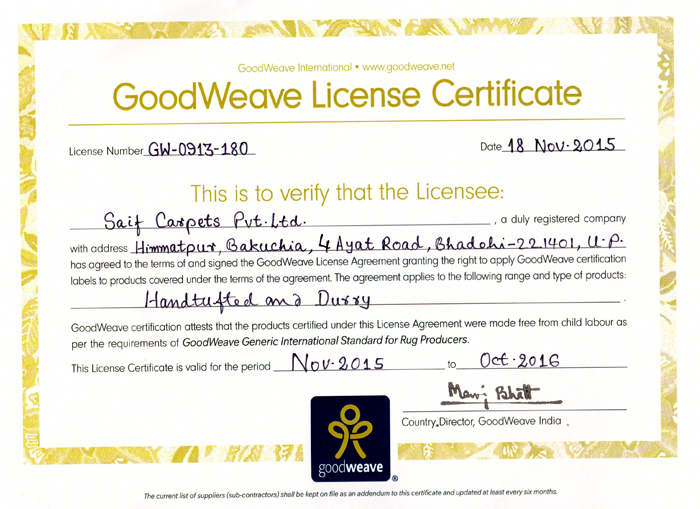 GoodWeave International • www.goodweave.net
GoodWeave License Certificate
License Number GW-0913-180 Date 18 Nov·2015
This is to verify that the Licensee:
Saif Carpets Pvt·Ltd. , a duly registered company
with address Himmatpur, Bakuchia, 4 Ayat Road, Bhadohi-221401, U·P.
has agreed to the terms of and signed the GoodWeave License Agreement granting the right to apply GoodWeave certification
labels to products covered under the terms of the agreement. The agreement applies to the following range and type of products:
Handtufted and Durry .
GoodWeave certification attests that the products certified under this License Agreement were made free from child labour as
per the requirements of GoodWeave Generic International Standard for Rug Producers.
This License Certificate is valid for the period Nov·2015 to Oct·2016
Manoj Bhatt
Country Director, GoodWeave India .
goodweave ®
The current list of suppliers (sub-contractors) shall be kept on file as an addendum to this certificate and updated at least every six months.